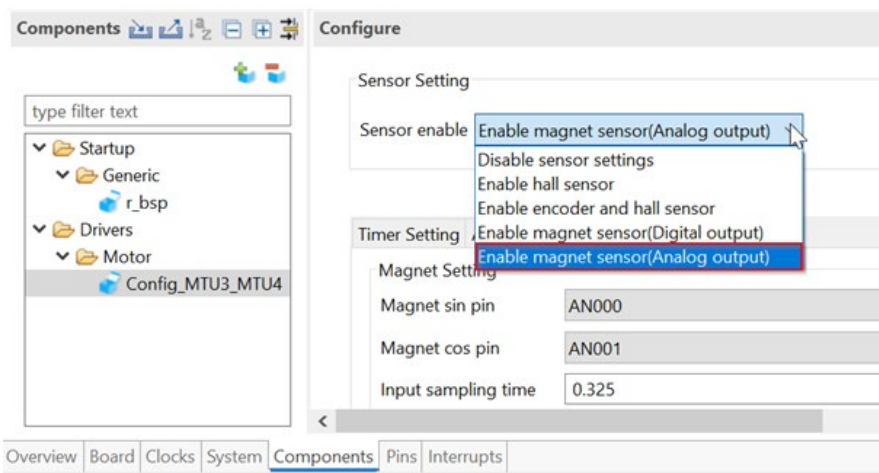 Components
Configure
type filter text
Startup
Generic
r_bsp
Drivers
Motor
Config_MTU3_MTU4
Sensor Setting
Sensor enable Enable magnet sensor(Analog output)
Disable sensor settings
Enable hall sensor
Enable encoder and hall sensor
Enable magnet sensor(Digital output)
Enable magnet sensor(Analog output)
Timer Setting
Magnet Setting
Magnet sin pin AN000
Magnet cos pin AN001
Input sampling time 0.325
Overview Board Clocks System Components Pins Interrupts